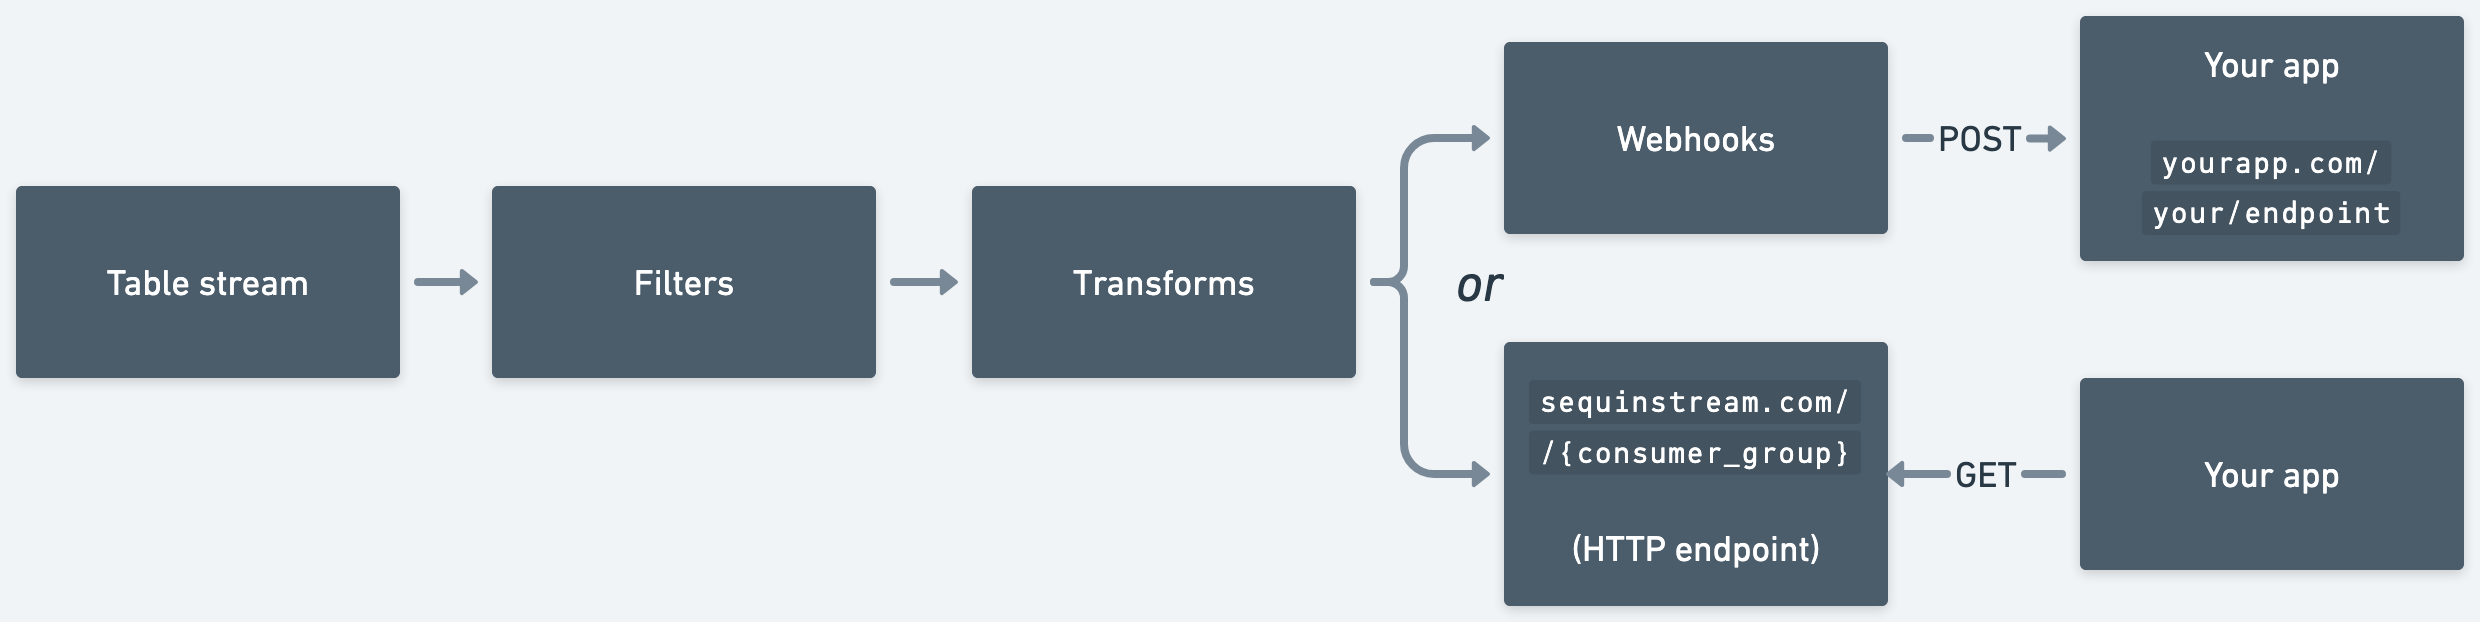 Table stream
Filters
Transforms
or
Webhooks
POST
Your app
yourapp.com/
your/endpoint
sequinstream.com/
/{consumer_group}
(HTTP endpoint)
GET
Your app